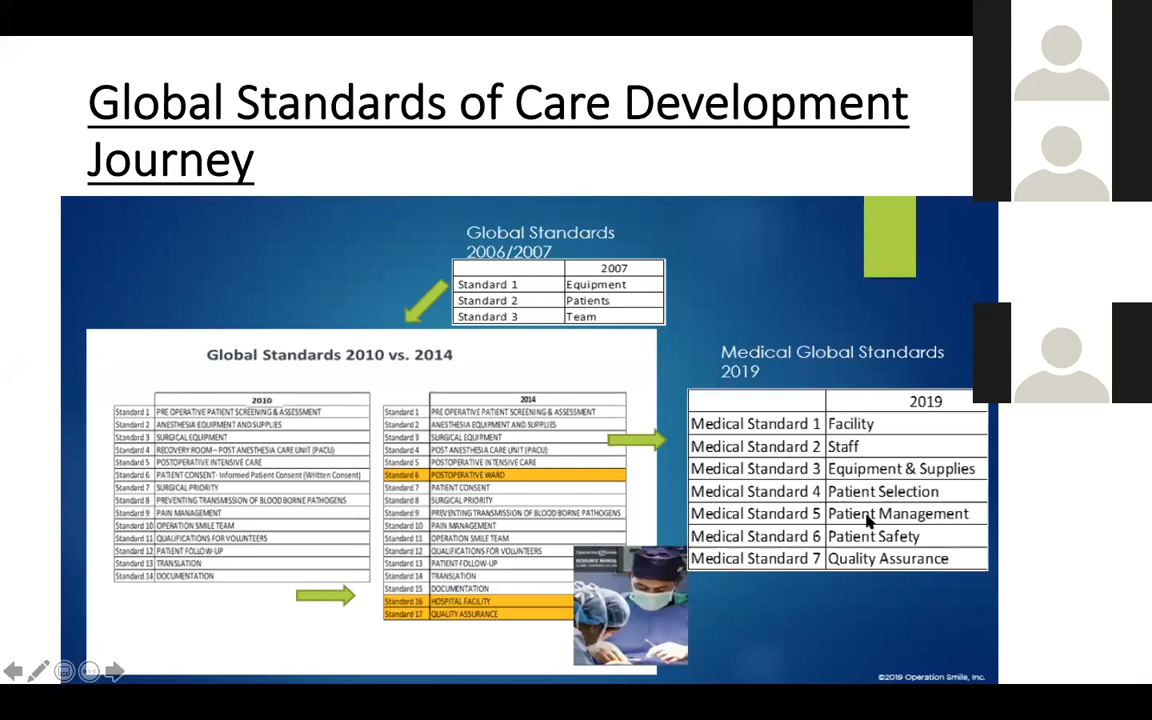 Global Standards of Care Development
Journey
Global Standards
2006/2007
2007
Standard 1 Equipment
Standard 2 Patients
Standard 3 Team
Global Standards 2010 vs. 2014
2010
Standard 1 PRE OPERATIVE PATIENT SCREENING & ASSESSMENT
Standard 2 ANESTHESIA EQUIPMENT AND SUPPLIES
Standard 3 SURGICAL EQUIPMENT
Standard 4 RECOVERY ROOM – POST ANESTHESIA CARE UNIT (PACU)
Standard 5 POSTOPERATIVE INTENSIVE CARE
Standard 6 PATIENT CONSENT- Informed Patient Consent (Written Consent)
Standard 7 SURGICAL PRIORITY
Standard 8 PREVENTING TRANSMISSION OF BLOOD BORNE PATHOGENS
Standard 9 PAIN MANAGEMENT
Standard 10 OPERATION SMILE TEAM
Standard 11 QUALIFICATIONS FOR VOLUNTEERS
Standard 12 PATIENT FOLLOW-UP
Standard 13 TRANSLATION
Standard 14 DOCUMENTATION
2014
Standard 1 PRE OPERATIVE PATIENT SCREENING & ASSESSMENT
Standard 2 ANESTHESIA EQUIPMENT AND SUPPLIES
Standard 3 SURGICAL EQUIPMENT
Standard 4 POST ANESTHESIA CARE UNIT (PACU)
Standard 5 POSTOPERATIVE INTENSIVE CARE
Standard 6 POSTOPERATIVE WARD
Standard 7 PATIENT CONSENT
Standard 8 SURGICAL PRIORITY
Standard 9 PREVENTING TRANSMISSION OF BLOOD BORNE PATHOGENS
Standard 10 PAIN MANAGEMENT
Standard 11 OPERATION SMILE TEAM
Standard 12 QUALIFICATIONS FOR VOLUNTEERS
Standard 13 PATIENT FOLLOW-UP
Standard 14 TRANSLATION
Standard 15 DOCUMENTATION
Standard 16 HOSPITAL FACILITY
Standard 17 QUALITY ASSURANCE
Operation Smile
RESOURCE MANUAL
Medical Global Standards
2019
2019
Medical Standard 1 Facility
Medical Standard 2 Staff
Medical Standard 3 Equipment & Supplies
Medical Standard 4 Patient Selection
Medical Standard 5 Patient Management
Medical Standard 6 Patient Safety
Medical Standard 7 Quality Assurance
©2019 Operation Smile, Inc.